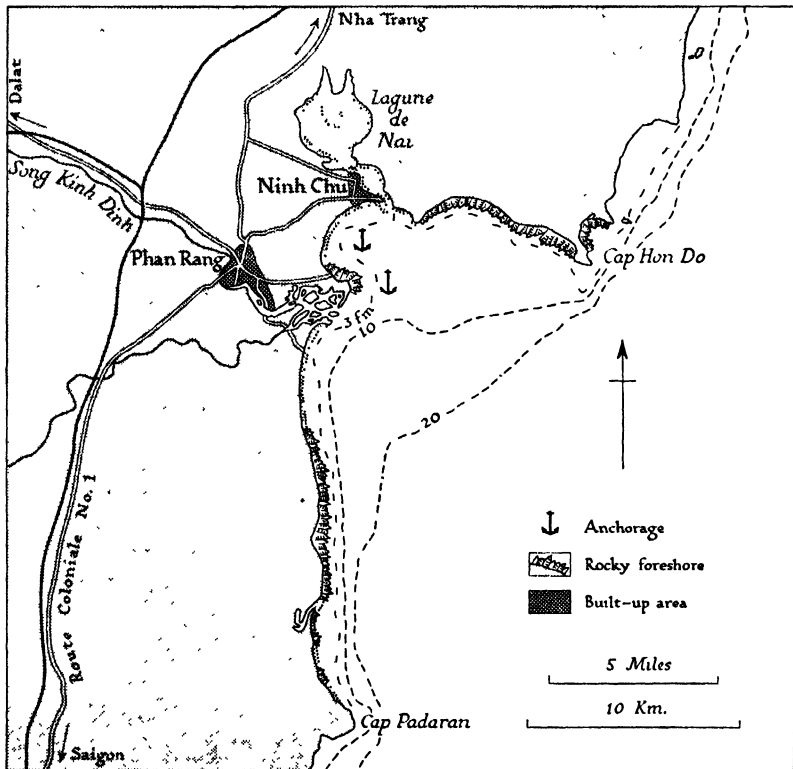 Nha Trang
Dalat
Lagune
de
Nai
Song Kinh Dinh
Ninh Chu
Phan Rang
Cap Hon Do
3 fm
10
20
Route Coloniale No. 1
Anchorage
Rocky foreshore
Built-up area
5 Miles
10 Km.
Cap Padaran
Saigon